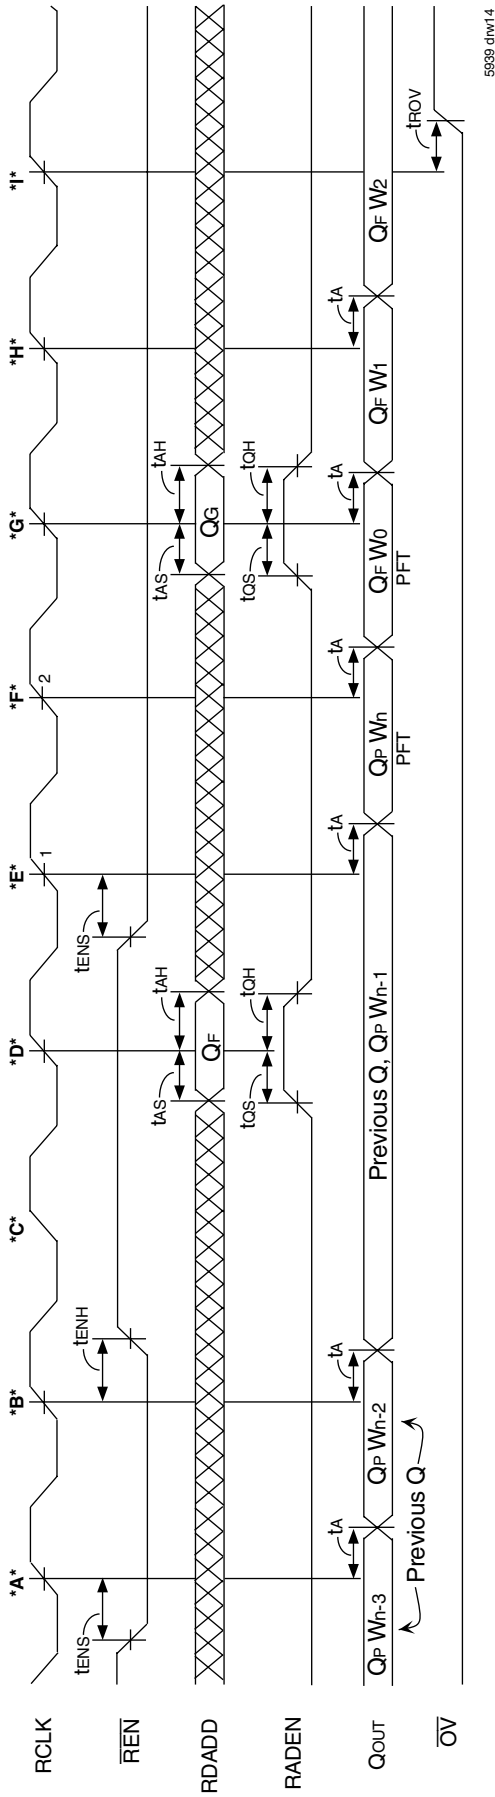 *A* *B* *C* *D* *E* *F* *G* *H* *I*
RCLK 1 2
tENS tENH tENS
REN
tAS tAH tAS tAH
RDADD QF QG
tQS tQH tQS tQH
RADEN
tA tA tA tA tA tA
QOUT QP Wn-3 QP Wn-2 Previous Q, QP Wn-1 QP Wn QF W0 QF W1 QF W2
PFT PFT
Previous Q
tROV
OV
5939 drw14